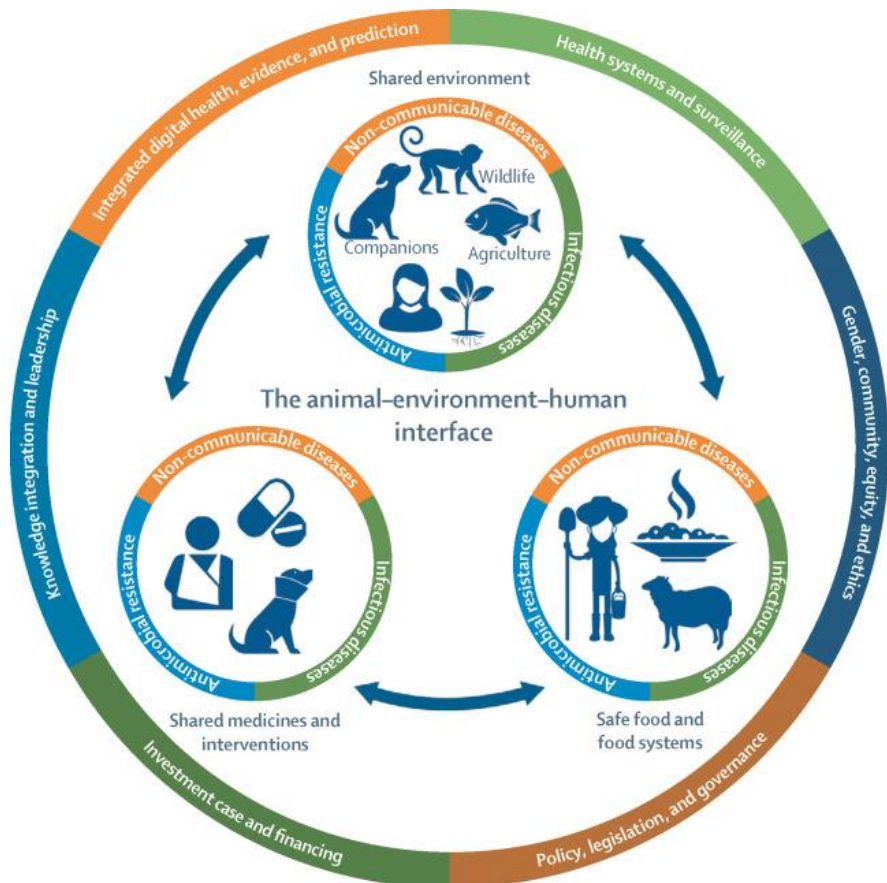 Integrated digital health, evidence, and prediction
Health systems and surveillance
Shared environment
Non-communicable diseases
Wildlife
Companions
Agriculture
Antimicrobial resistance
Infectious diseases
Knowledge integration and leadership
Gender, community, equity, and ethics
The animal–environment–human
interface
Non-communicable diseases
Antimicrobial resistance
Infectious diseases
Shared medicines and
interventions
Non-communicable diseases
Antimicrobial resistance
Infectious diseases
Safe food and
food systems
Investment case and financing
Policy, legislation, and governance